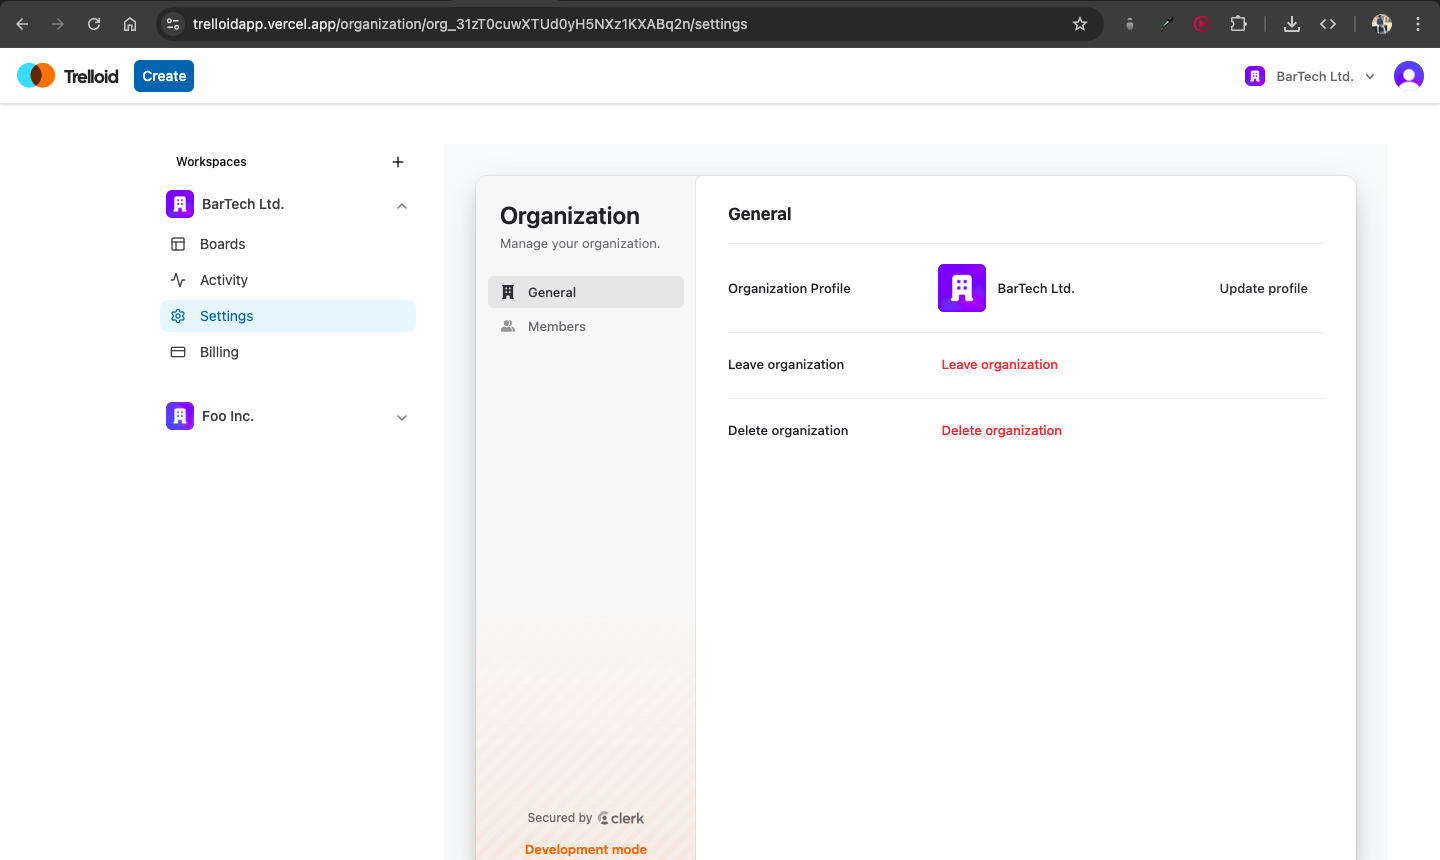 trelloidapp.vercel.app/organization/org_31zT0cuwXTUd0yH5NXz1KXABq2n/settings
Trelloid
Create
BarTech Ltd.
Workspaces
BarTech Ltd.
Boards
Activity
Settings
Billing
Foo Inc.
Organization
Manage your organization.
General
Members
Secured by clerk
Development mode
General
Organization Profile
BarTech Ltd.
Update profile
Leave organization
Leave organization
Delete organization
Delete organization